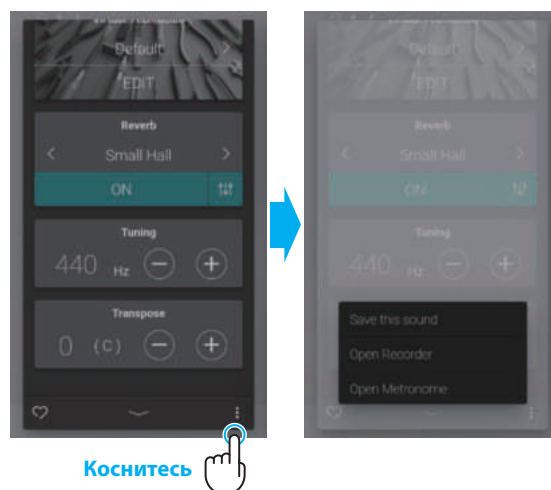 Default
EDIT
Reverb
Small Hall
ON
Tuning
440 Hz
Transpose
0 (C)
Коснитесь
Default
EDIT
Reverb
Small Hall
ON
Tuning
440 Hz
Save this sound
Open Recorder
Open Metronome